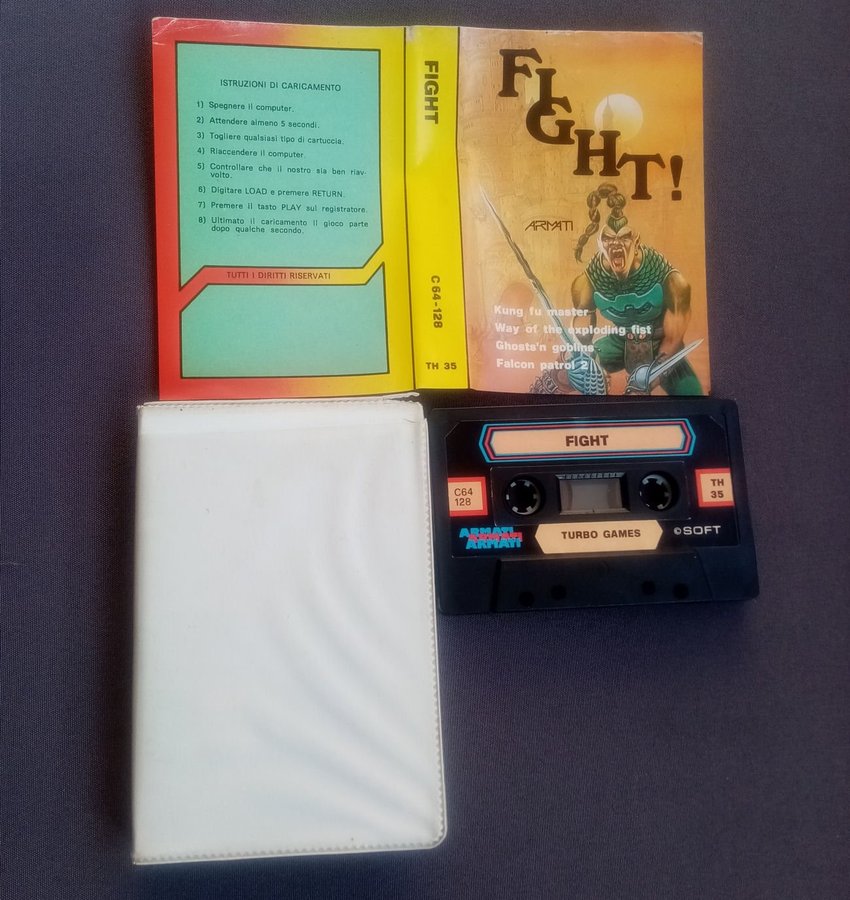 ISTRUZIONI DI CARICAMENTO
1) Spegnere il computer.
2) Attendere almeno 5 secondi.
3) Togliere qualsiasi tipo di cartuccia.
4) Riaccendere il computer.
5) Controllare che il nostro sia ben riav-
volto.
6) Digitare LOAD e premere RETURN.
7) Premere il tasto PLAY sul registratore.
8) Ultimato il caricamento il gioco parte
dopo qualche secondo.
TUTTI I DIRITTI RISERVATI
FIGHT
C 64-128
TH 35
FIGHT!
ARMATI
Kung fu master
Way of the exploding fist
Ghosts'n goblins
Falcon patrol 2
FIGHT
C64
128
TH
35
ARMATI
ARMATI
ARMATI
TURBO GAMES
©SOFT